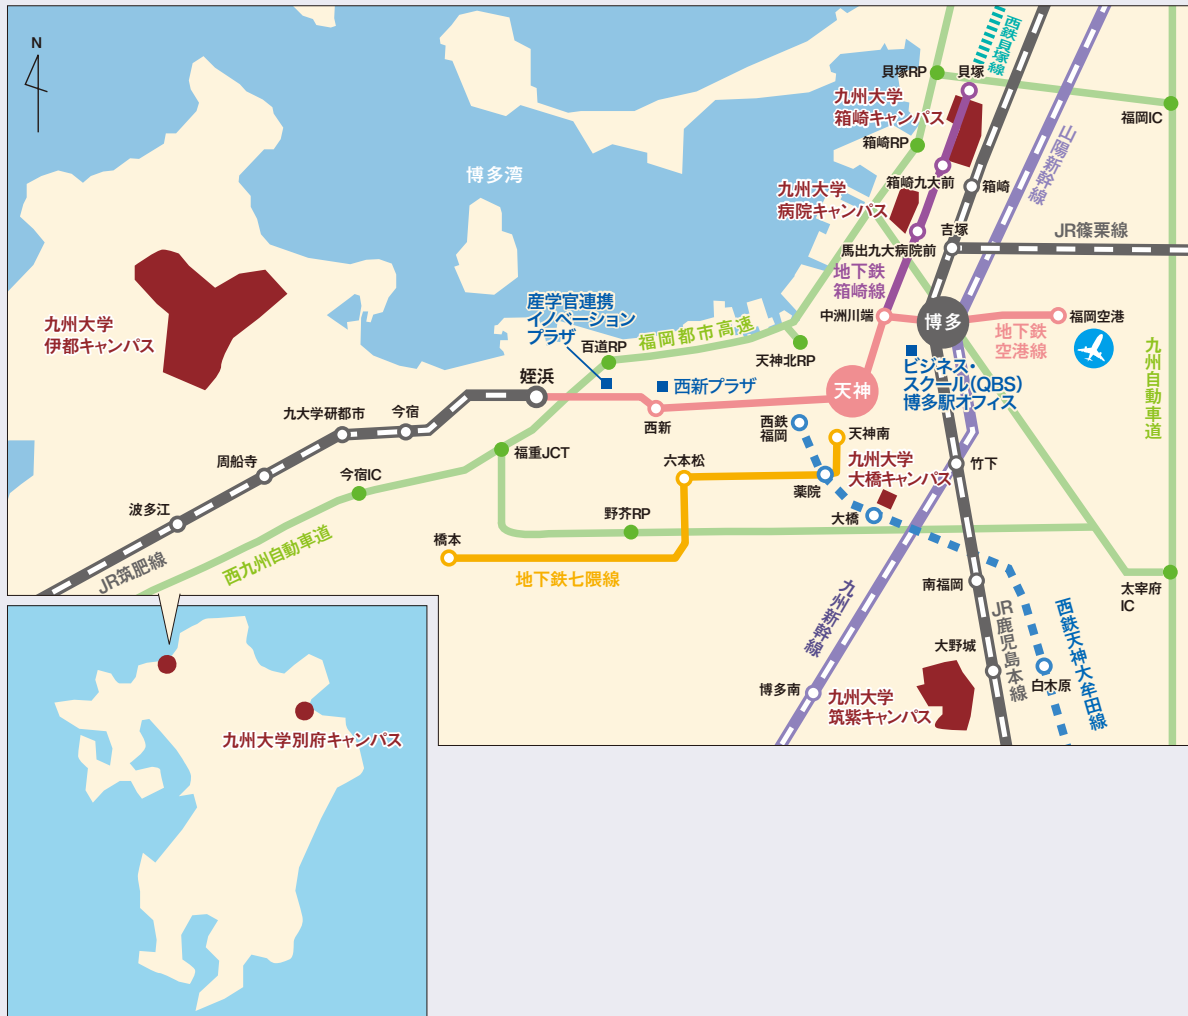 N
西鉄貝塚線
貝塚RP
貝塚
九州大学
箱崎キャンパス
福岡IC
箱崎RP
山陽新幹線
博多湾
箱崎九大前
箱崎
九州大学
病院キャンパス
吉塚
JR篠栗線
馬出九大病院前
地下鉄
箱崎線
産学官連携
イノベーション
プラザ
福岡都市高速
中洲川端
博多
福岡空港
地下鉄
空港線
九州大学
伊都キャンパス
百道RP
天神北RP
九州自動車道
ビジネス・
スクール(QBS)
博多駅オフィス
姪浜
西新プラザ
天神
九大学研都市
今宿
西新
西鉄
福岡
天神南
周船寺
今宿IC
福重JCT
六本松
薬院
九州大学
大橋キャンパス
竹下
波多江
野芥RP
大橋
橋本
JR筑肥線
西九州自動車道
地下鉄七隈線
南福岡
太宰府
IC
九州新幹線
JR鹿児島本線
西鉄天神大牟田線
大野城
白木原
博多南
九州大学
筑紫キャンパス
九州大学別府キャンパス